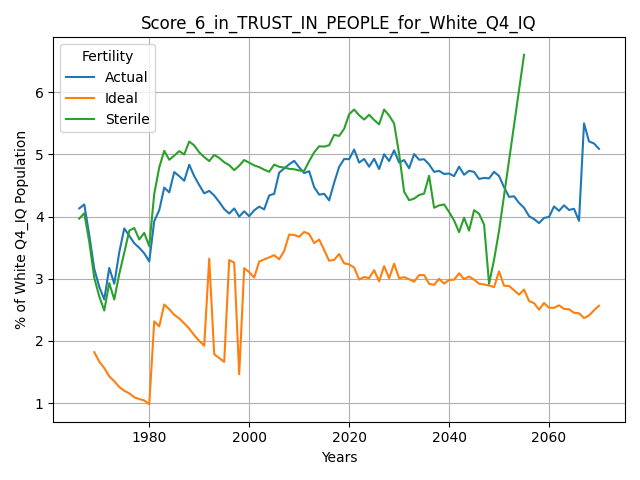 Score_6_in_TRUST_IN_PEOPLE_for_White_Q4_IQ
Fertility
Actual
Ideal
Sterile
% of White Q4_IQ Population
6
5
4
3
2
1
1980 2000 2020 2040 2060
Years